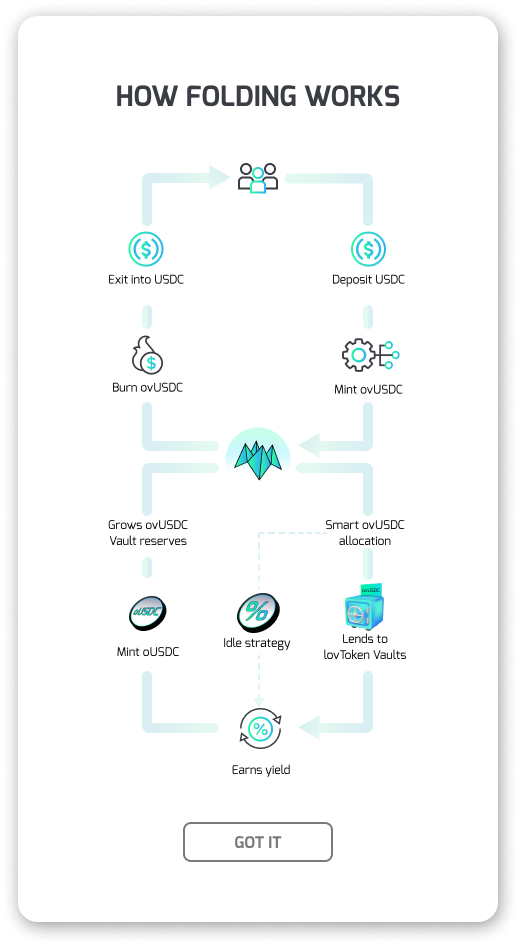 HOW FOLDING WORKS
Exit into USDC
Deposit USDC
Burn ovUSDC
Mint ovUSDC
Grows ovUSDC
Vault reserves
Smart ovUSDC
allocation
oUSDC
ovUSDC
Mint oUSDC
Idle strategy
Lends to
lovToken Vaults
Earns yield
GOT IT